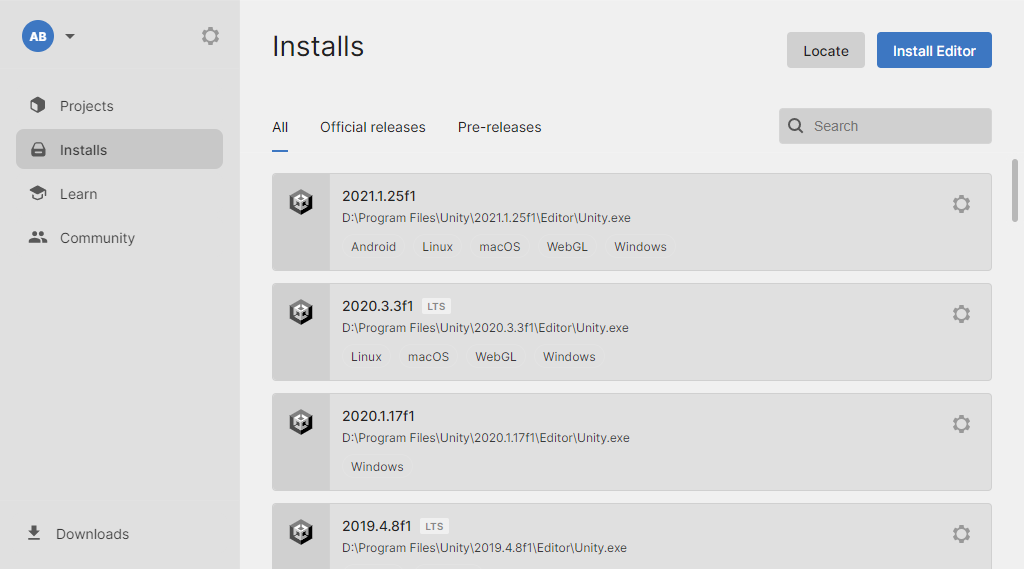 AB
Projects
Installs
Learn
Community
Downloads
Installs
Locate
Install Editor
All Official releases Pre-releases
Search
2021.1.25f1
D:\Program Files\Unity\2021.1.25f1\Editor\Unity.exe
Android Linux macOS WebGL Windows
2020.3.3f1 LTS
D:\Program Files\Unity\2020.3.3f1\Editor\Unity.exe
Linux macOS WebGL Windows
2020.1.17f1
D:\Program Files\Unity\2020.1.17f1\Editor\Unity.exe
Windows
2019.4.8f1 LTS
D:\Program Files\Unity\2019.4.8f1\Editor\Unity.exe